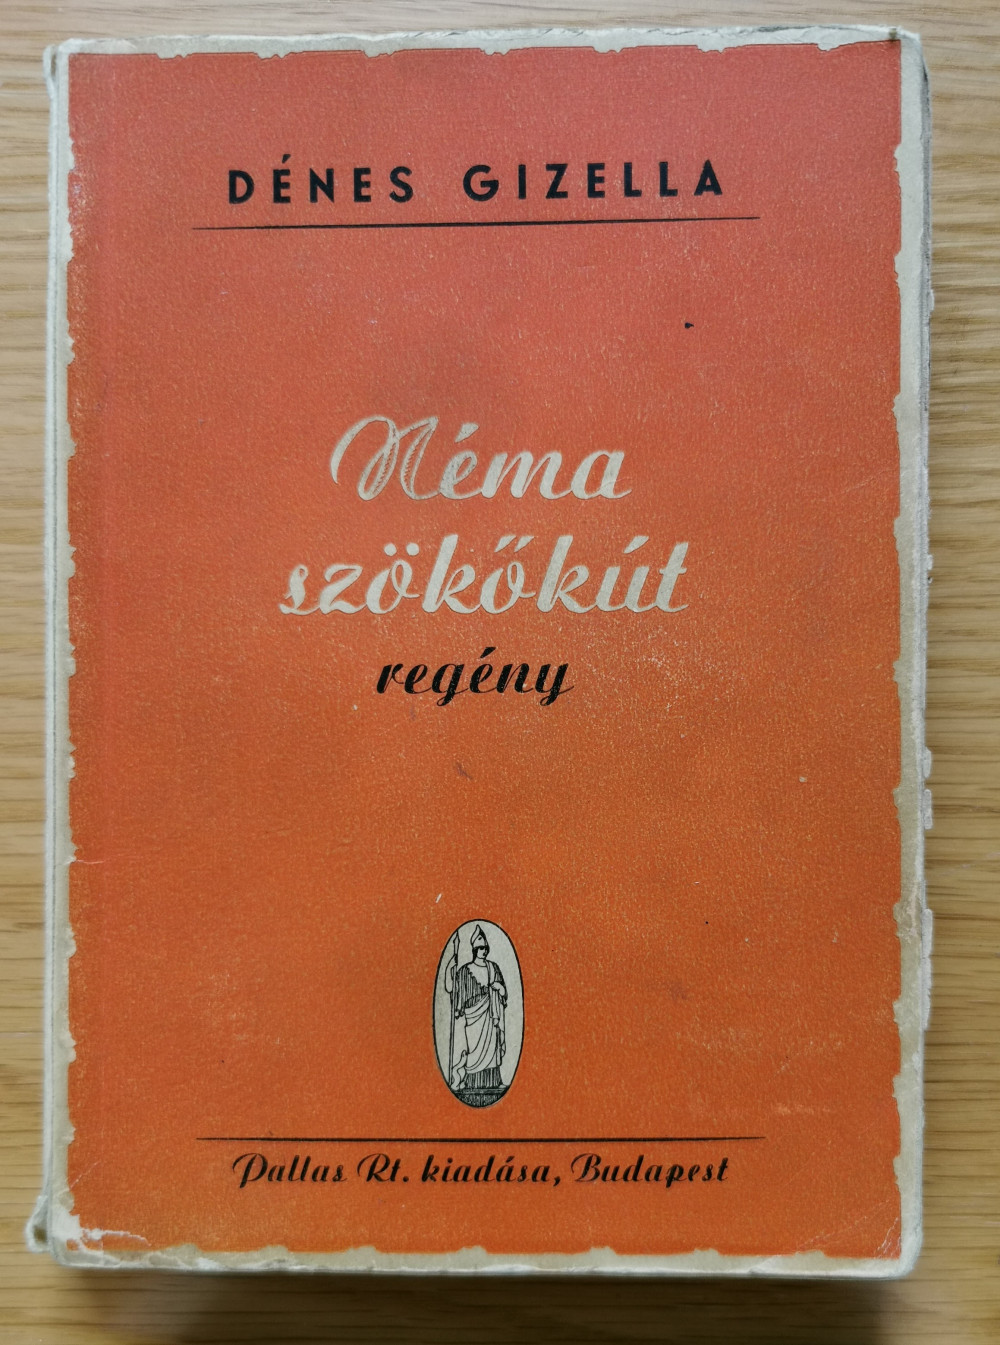 DÉNES GIZELLA
Néma
szökőkút
regény
Pallas Rt. kiadása, Budapest